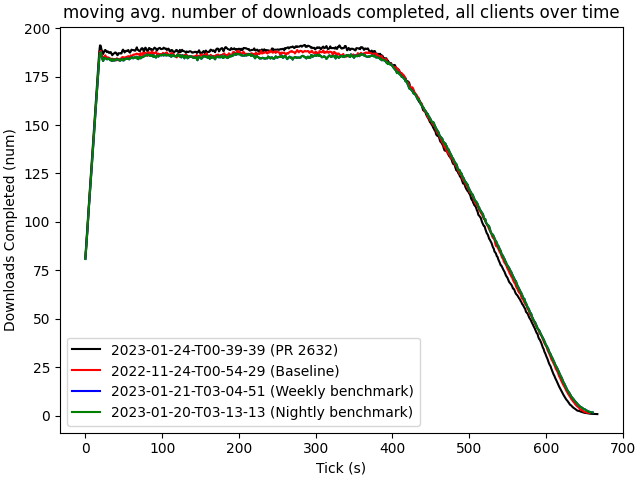 moving avg. number of downloads completed, all clients over time
Downloads Completed (num)
200
175
150
125
100
75
50
25
0
2023-01-24-T00-39-39 (PR 2632)
2022-11-24-T00-54-29 (Baseline)
2023-01-21-T03-04-51 (Weekly benchmark)
2023-01-20-T03-13-13 (Nightly benchmark)
0 100 200 300 400 500 600 700
Tick (s)